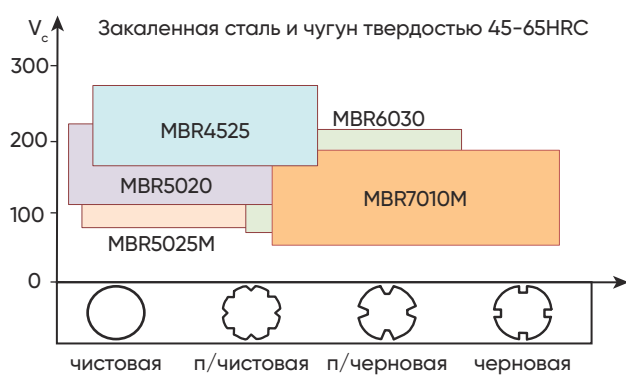 Vc Закаленная сталь и чугун твердостью 45-65HRC
300
MBR6030
MBR4525
200
MBR5020
MBR7010M
100
MBR5025M
0
чистовая п/чистовая п/черновая черновая